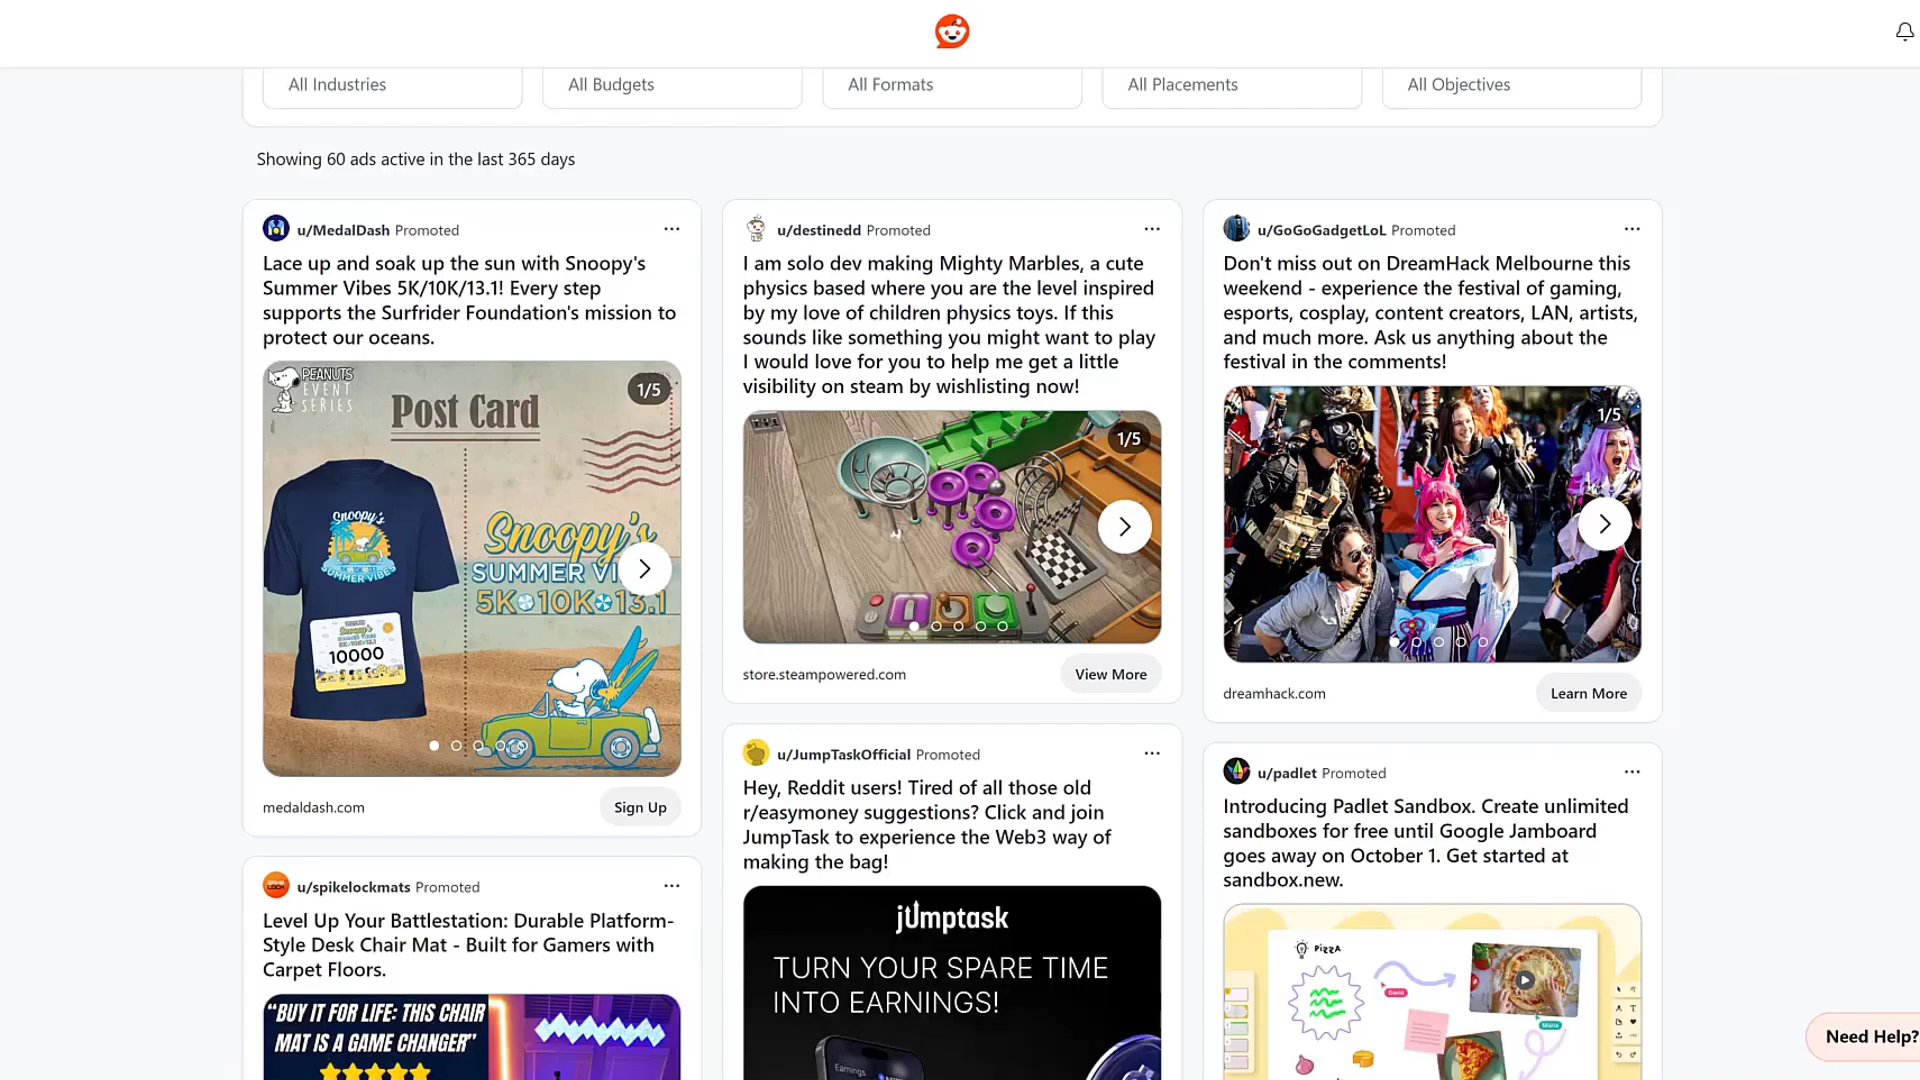 All Industries
All Budgets
All Formats
All Placements
All Objectives
Showing 60 ads active in the last 365 days
u/MedalDash Promoted
Lace up and soak up the sun with Snoopy's
Summer Vibes 5K/10K/13.1! Every step
supports the Surfrider Foundation's mission to
protect our oceans.
PEANUTS
EVENT
SERIES
1/5
Post Card
Snoopy's
SUMMER VIBES
10000
Snoopy's
SUMMER VI
5K 10K 13.1
medaldash.com
Sign Up
u/spikelockmats Promoted
Level Up Your Battlestation: Durable Platform-
Style Desk Chair Mat - Built for Gamers with
Carpet Floors.
"BUY IT FOR LIFE: THIS CHAIR
MAT IS A GAME CHANGER"
u/destinedd Promoted
I am solo dev making Mighty Marbles, a cute
physics based where you are the level inspired
by my love of children physics toys. If this
sounds like something you might want to play
I would love for you to help me get a little
visibility on steam by wishlisting now!
1/5
store.steampowered.com
View More
u/JumpTaskOfficial Promoted
Hey, Reddit users! Tired of all those old
r/easymoney suggestions? Click and join
JumpTask to experience the Web3 way of
making the bag!
jumptask
TURN YOUR SPARE TIME
INTO EARNINGS!
Earnings
u/GoGoGadgetLoL Promoted
Don't miss out on DreamHack Melbourne this
weekend - experience the festival of gaming,
esports, cosplay, content creators, LAN, artists,
and much more. Ask us anything about the
festival in the comments!
1/5
dreamhack.com
Learn More
u/padlet Promoted
Introducing Padlet Sandbox. Create unlimited
sandboxes for free until Google Jamboard
goes away on October 1. Get started at
sandbox.new.
PIZZA
David
Need Help?